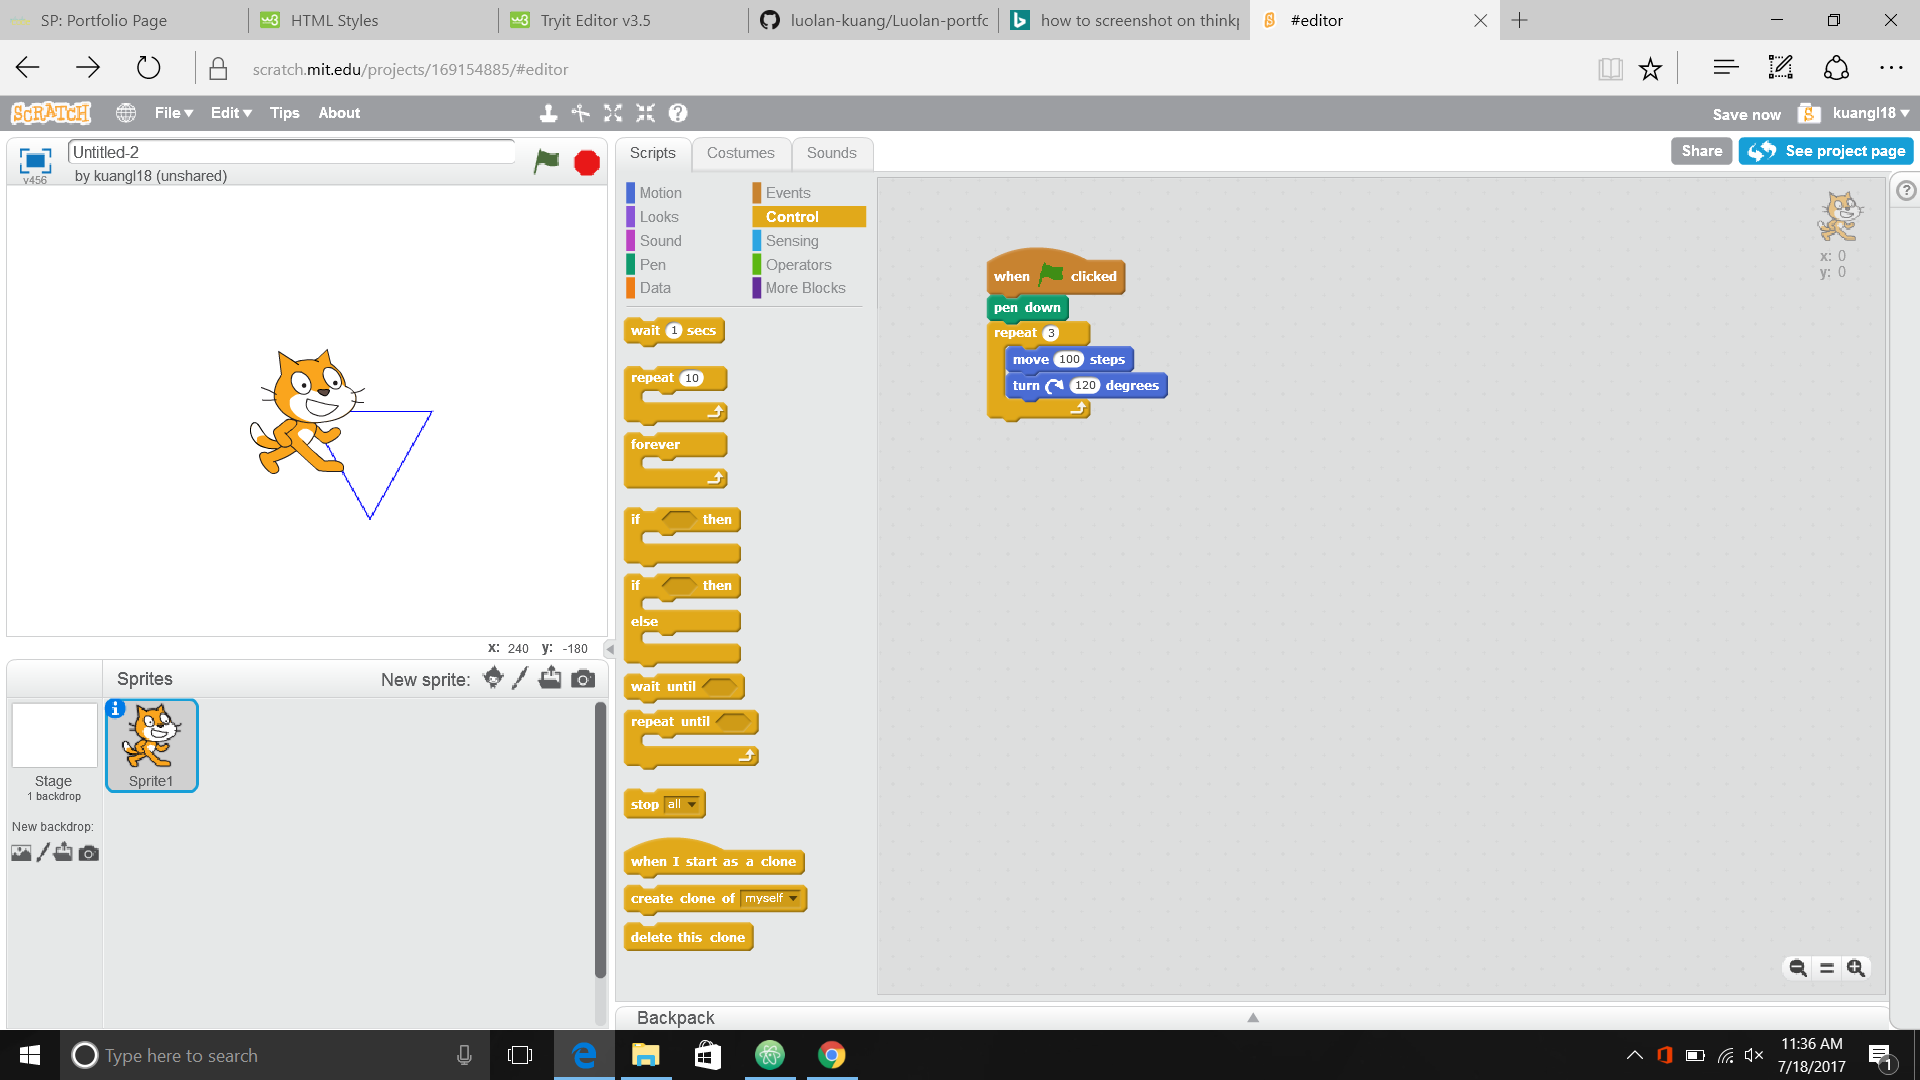 SP: Portfolio Page
HTML Styles
Tryit Editor v3.5
luolan-kuang/Luolan-portfo
how to screenshot on thinkp
#editor
scratch.mit.edu/projects/169154885/#editor
SCRATCH
File
Edit
Tips
About
Save now
kuangl18
Untitled-2
by kuangl18 (unshared)
v456
Scripts
Costumes
Sounds
Share
See project page
Motion
Looks
Sound
Pen
Data
Events
Control
Sensing
Operators
More Blocks
wait 1 secs
repeat 10
forever
if then
if then
else
wait until
repeat until
stop all
when I start as a clone
create clone of myself
delete this clone
when clicked
pen down
repeat 3
move 100 steps
turn 120 degrees
x: 0
y: 0
x: 240 y: -180
Sprites
New sprite:
Sprite1
Stage
1 backdrop
New backdrop:
Backpack
Type here to search
11:36 AM
7/18/2017
1